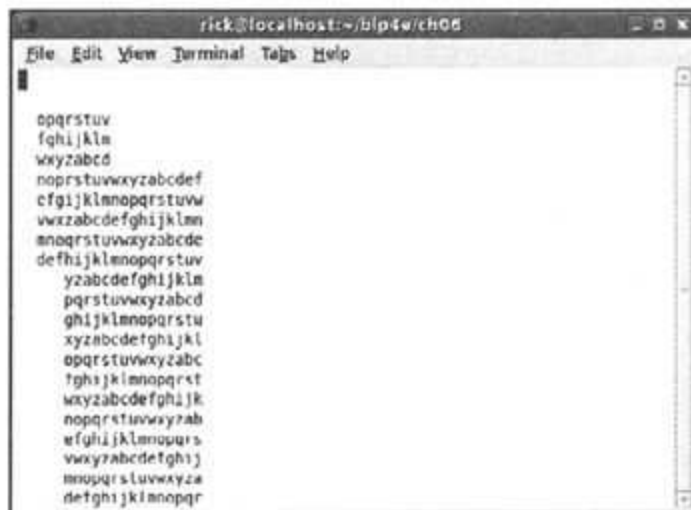 rick@localhost:~/blp4e/ch06
File Edit View Terminal Tabs Help
opqrstuv
fghijklm
wxyzabcd
noprstuvwxyzabcdef
efgijklmnopqrstuvw
vwxzabcdefghijklmn
mnoqrstuvwxyzabcde
defhijklmnopqrstuv
yzabcdefghijklm
pqrstuvwxyzabcd
ghijklmnopqrstu
xyzabcdefghijkl
opqrstuvwxyzabc
fghijklmnopqrst
wxyzabcdefghijk
nopqrstuvwxyzab
efghijklmnopqrs
vwxyzabcdefghij
mnopqrstuvwxyza
defghijklmnopqr